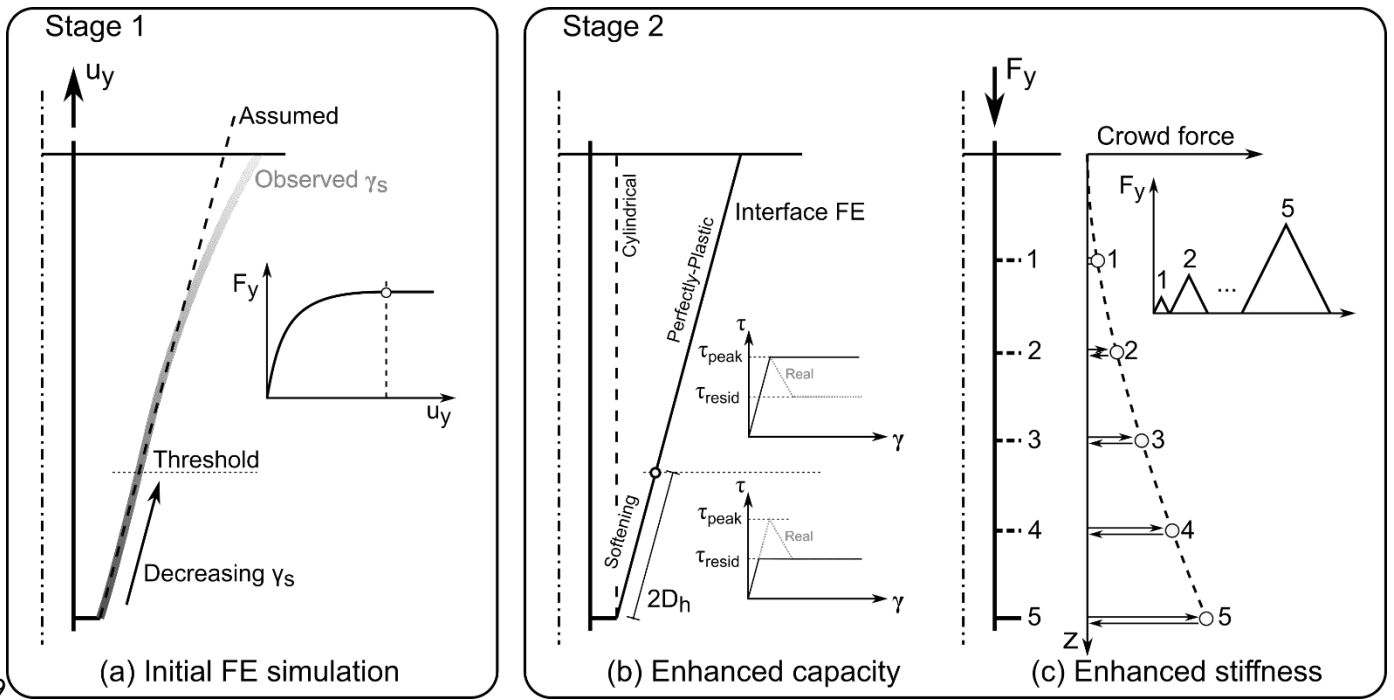 Stage 1
u_y
Assumed
Observed γ_s
F_y
u_y
Threshold
Decreasing γ_s
(a) Initial FE simulation
Stage 2
Cylindrical
Perfectly-Plastic
Interface FE
τ
τ_peak
Real
τ_resid
γ
Softening
2D_h
τ
τ_peak
Real
τ_resid
γ
(b) Enhanced capacity
F_y
Crowd force
F_y
1
2
...
5
1
1
2
2
3
3
4
4
5
5
z
(c) Enhanced stiffness
9